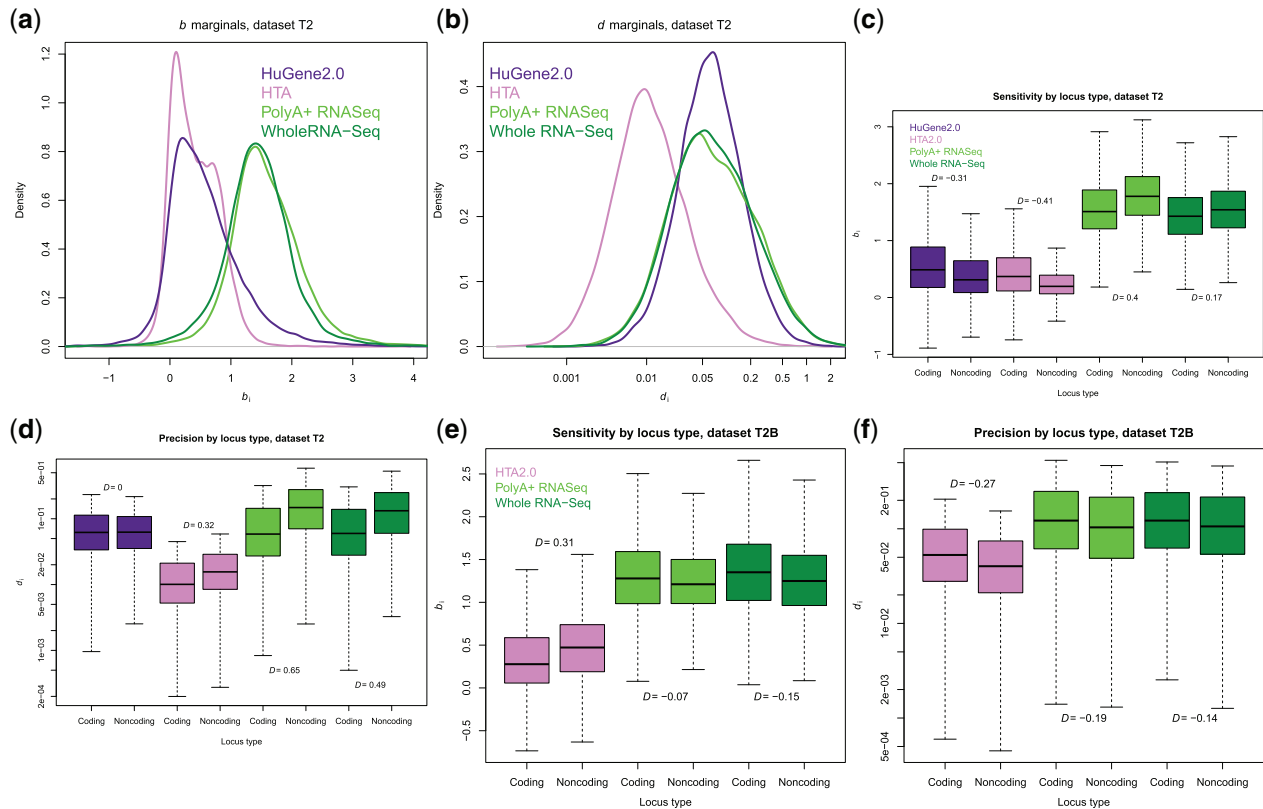 (a)
b marginals, dataset T2
HuGene2.0
HTA
PolyA+ RNASeq
WholeRNA−Seq
Density
0.0 0.2 0.4 0.6 0.8 1.0 1.2
−1 0 1 2 3 4
bi
(b)
d marginals, dataset T2
HuGene2.0
HTA
PolyA+ RNASeq
Whole RNA−Seq
Density
0.0 0.1 0.2 0.3 0.4
0.001 0.01 0.05 0.2 0.5 1 2
di
(c)
Sensitivity by locus type, dataset T2
HuGene2.0
HTA2.0
PolyA+ RNASeq
Whole RNA−Seq
D= −0.31
D= −0.41
D= 0.4
D= 0.17
bi
−1 0 1 2 3
Coding Noncoding Coding Noncoding Coding Noncoding Coding Noncoding
Locus type
(d)
Precision by locus type, dataset T2
D= 0
D= 0.32
D= 0.65
D= 0.49
di
2e−04 1e−03 5e−03 2e−02 1e−01 5e−01
Coding Noncoding Coding Noncoding Coding Noncoding Coding Noncoding
Locus type
(e)
Sensitivity by locus type, dataset T2B
HTA2.0
PolyA+ RNASeq
Whole RNA−Seq
D= 0.31
D= −0.07
D= −0.15
bi
−0.5 0.0 0.5 1.0 1.5 2.0 2.5
Coding Noncoding Coding Noncoding Coding Noncoding
Locus type
(f)
Precision by locus type, dataset T2B
D= −0.27
D= −0.19
D= −0.14
di
5e−04 2e−03 1e−02 5e−02 2e−01
Coding Noncoding Coding Noncoding Coding Noncoding
Locus type